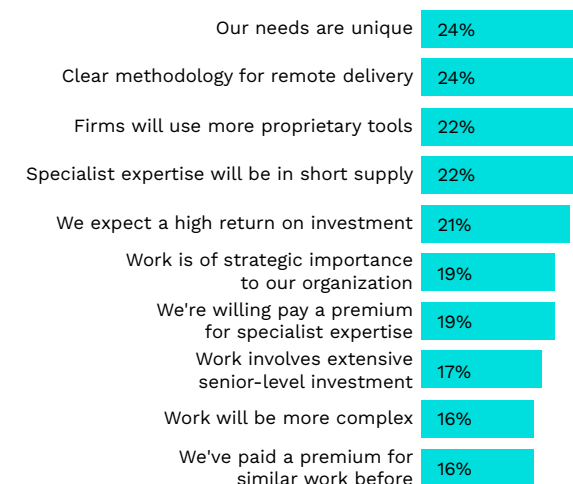 Our needs are unique 24%
Clear methodology for remote delivery 24%
Firms will use more proprietary tools 22%
Specialist expertise will be in short supply 22%
We expect a high return on investment 21%
Work is of strategic importance
to our organization 19%
We're willing pay a premium
for specialist expertise 19%
Work involves extensive
senior-level investment 17%
Work will be more complex 16%
We've paid a premium for
similar work before 16%